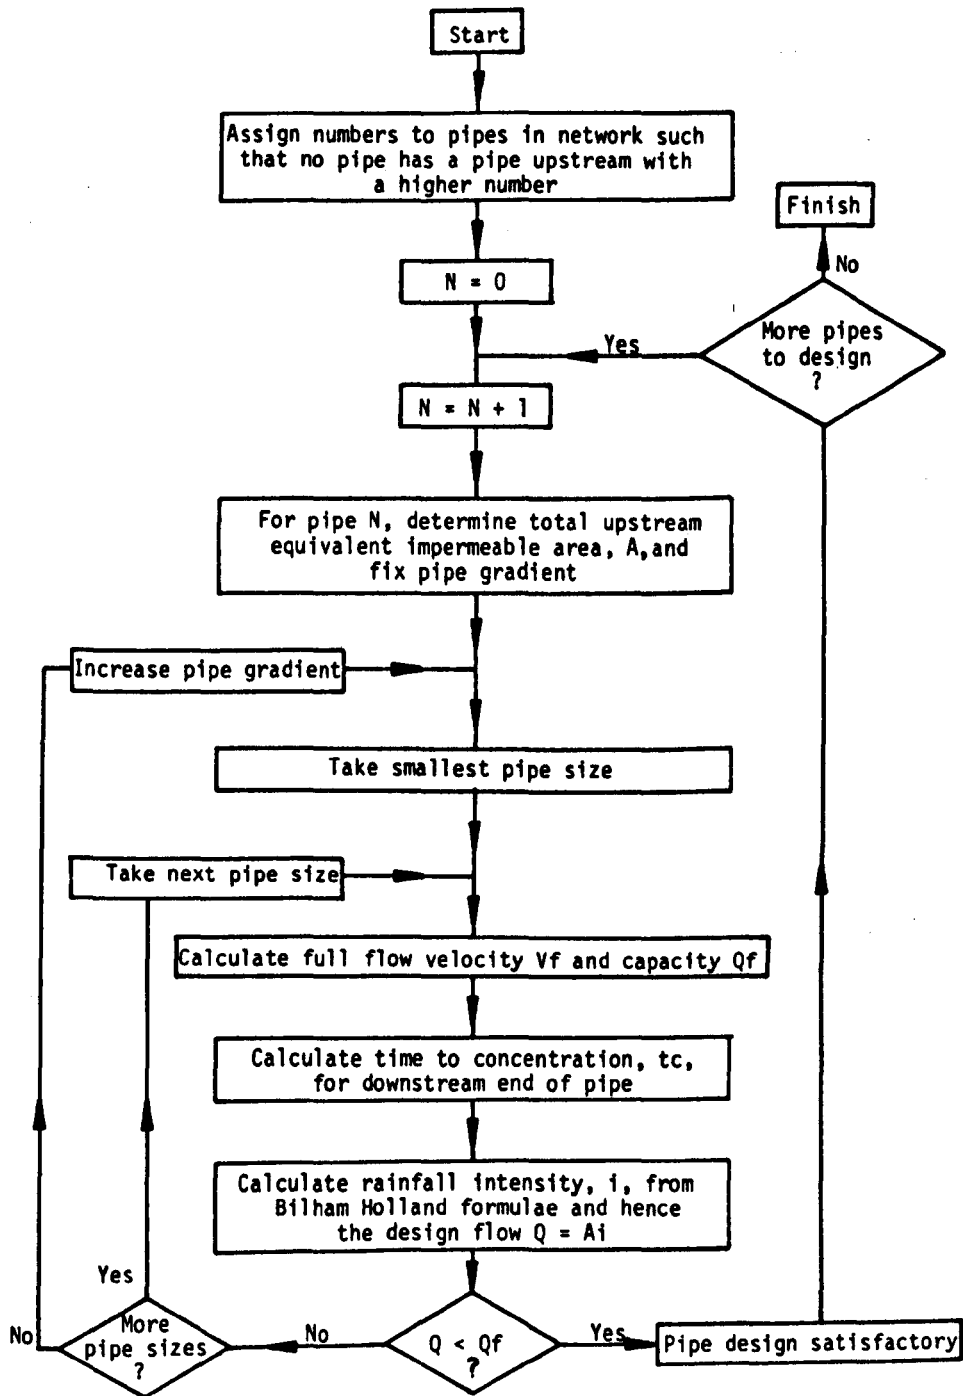 Start
Assign numbers to pipes in network such
that no pipe has a pipe upstream with
a higher number
Finish
N = 0
No
More pipes
to design
?
Yes
N = N + 1
For pipe N, determine total upstream
equivalent impermeable area, A,and
fix pipe gradient
Increase pipe gradient
Take smallest pipe size
Take next pipe size
Calculate full flow velocity Vf and capacity Qf
Calculate time to concentration, tc,
for downstream end of pipe
Calculate rainfall intensity, i, from
Bilham Holland formulae and hence
the design flow Q = Ai
Yes
No
More
pipe sizes
?
No
Q < Qf
?
Yes
Pipe design satisfactory